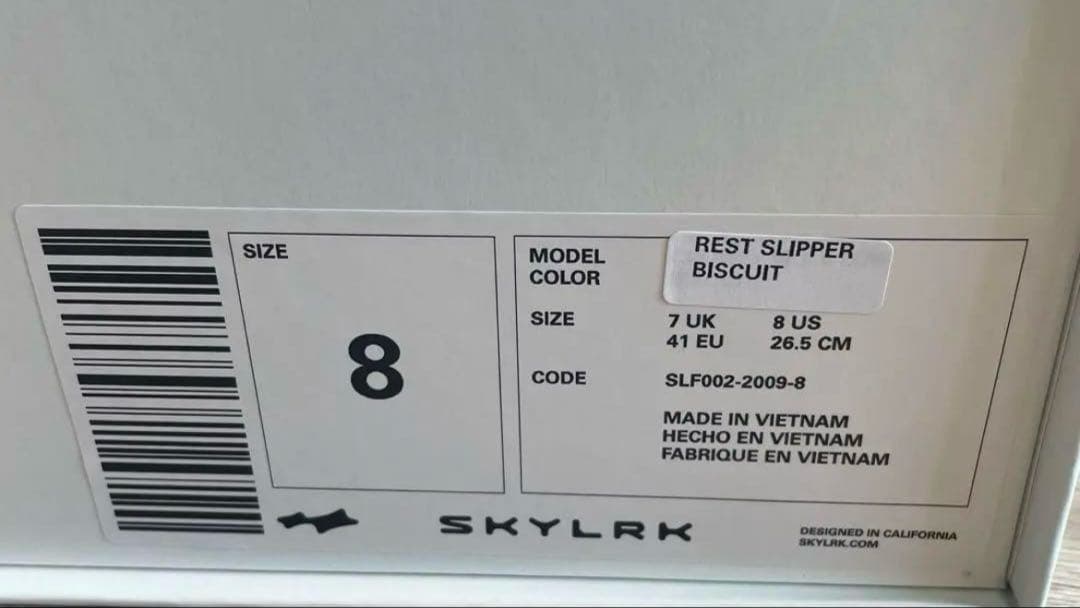 SIZE
8
MODEL REST SLIPPER
COLOR BISCUIT
SIZE 7 UK 8 US
41 EU 26.5 CM
CODE SLF002-2009-8
MADE IN VIETNAM
HECHO EN VIETNAM
FABRIQUE EN VIETNAM
SKYLRK
DESIGNED IN CALIFORNIA
SKYLRK.COM